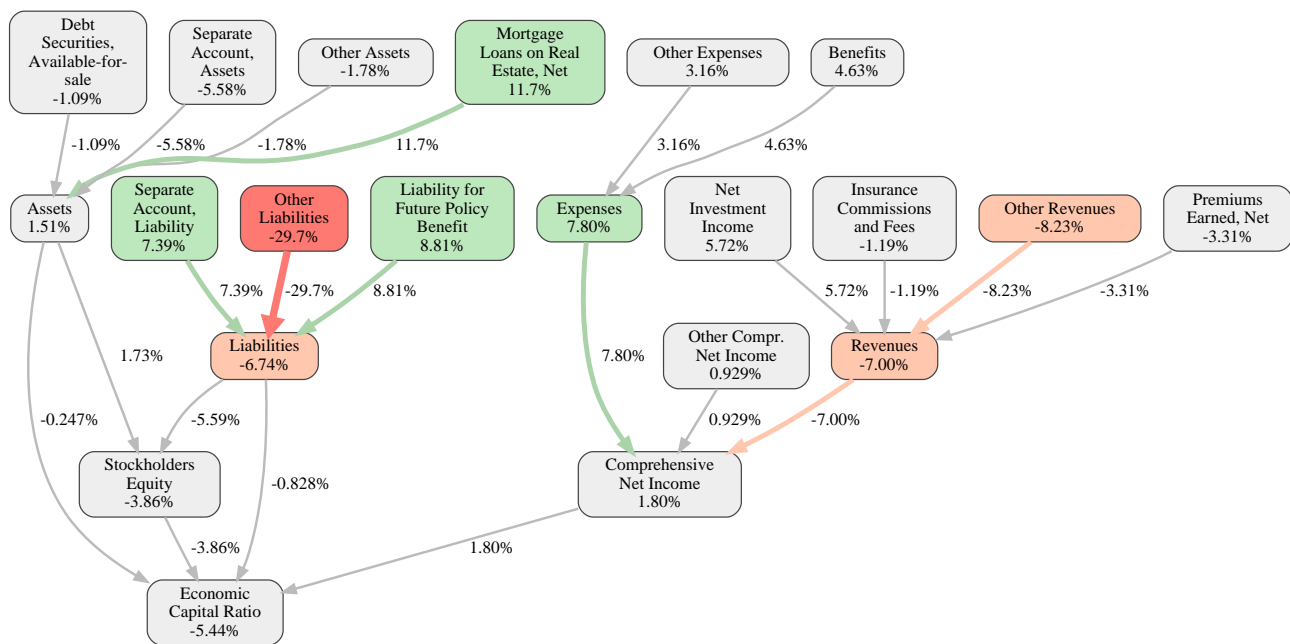 Debt
Securities,
Available-for-
sale
-1.09%
Separate
Account,
Assets
-5.58%
Other Assets
-1.78%
Mortgage
Loans on Real
Estate, Net
11.7%
Other Expenses
3.16%
Benefits
4.63%
-1.09%
-5.58%
-1.78%
11.7%
3.16%
4.63%
Assets
1.51%
Separate
Account,
Liability
7.39%
Other
Liabilities
-29.7%
Liability for
Future Policy
Benefit
8.81%
Expenses
7.80%
Net
Investment
Income
5.72%
Insurance
Commissions
and Fees
-1.19%
Other Revenues
-8.23%
Premiums
Earned, Net
-3.31%
7.39%
-29.7%
8.81%
5.72%
-1.19%
-8.23%
-3.31%
1.73%
Liabilities
-6.74%
7.80%
Other Compr.
Net Income
0.929%
Revenues
-7.00%
-0.247%
-5.59%
0.929%
-7.00%
Stockholders
Equity
-3.86%
-0.828%
Comprehensive
Net Income
1.80%
-3.86%
1.80%
Economic
Capital Ratio
-5.44%